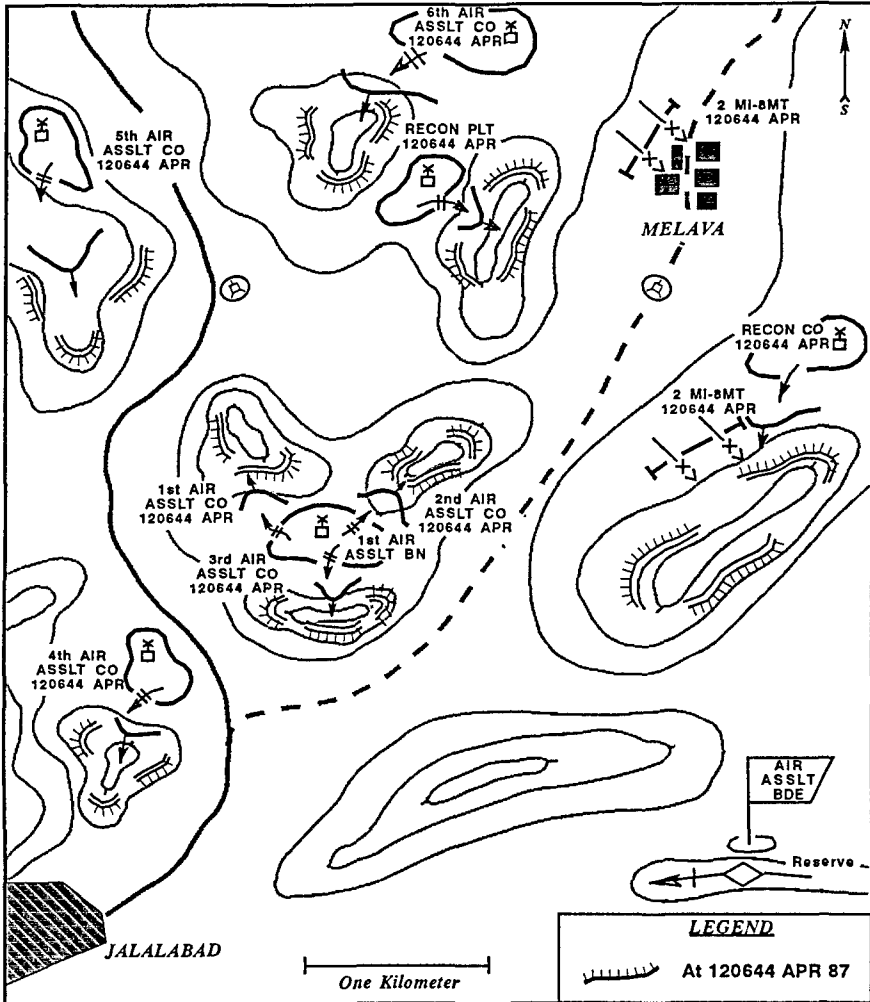 6th AIR
ASSLT CO
120644 APR
N
S
2 MI-8MT
120644 APR
5th AIR
ASSLT CO
120644 APR
RECON PLT
120644 APR
MELAVA
RECON CO
120644 APR
2 MI-8MT
120644 APR
1st AIR
ASSLT CO
120644 APR
2nd AIR
ASSLT CO
120644 APR
1st AIR
ASSLT BN
3rd AIR
ASSLT CO
120644 APR
4th AIR
ASSLT CO
120644 APR
AIR
ASSLT
BDE
Reserve
JALALABAD
One Kilometer
LEGEND
At 120644 APR 87